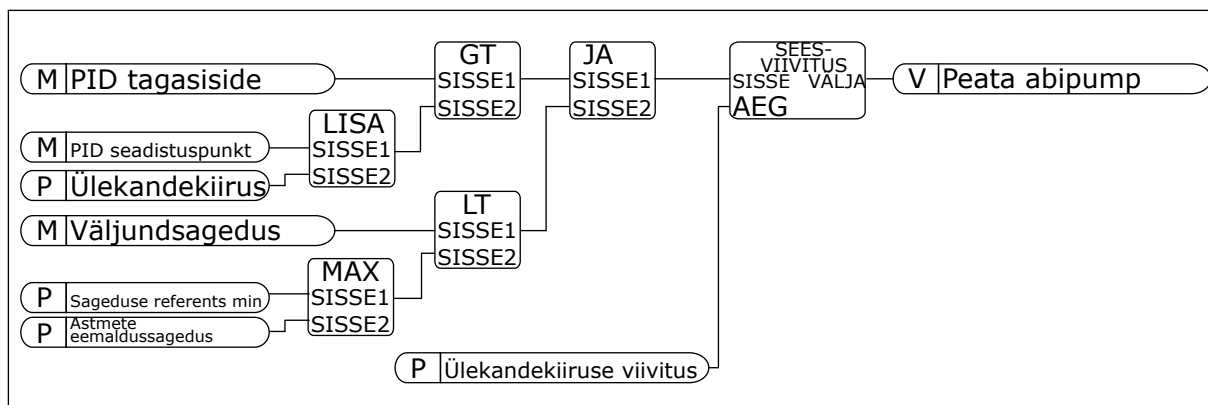 M PID tagasiside
M PID seadistuspunkt
P Ülekandekiirus
LISA
SISSE1
SISSE2
GT
SISSE1
SISSE2
M Väljundsagedus
P Sageduse referents min
P Astmete
eemaldussagedus
MAX
SISSE1
SISSE2
LT
SISSE1
SISSE2
JA
SISSE1
SISSE2
P Ülekandekiiruse viivitus
SEES-
VIIVITUS
SISSE VÄLJA
AEG
V Peata abipump